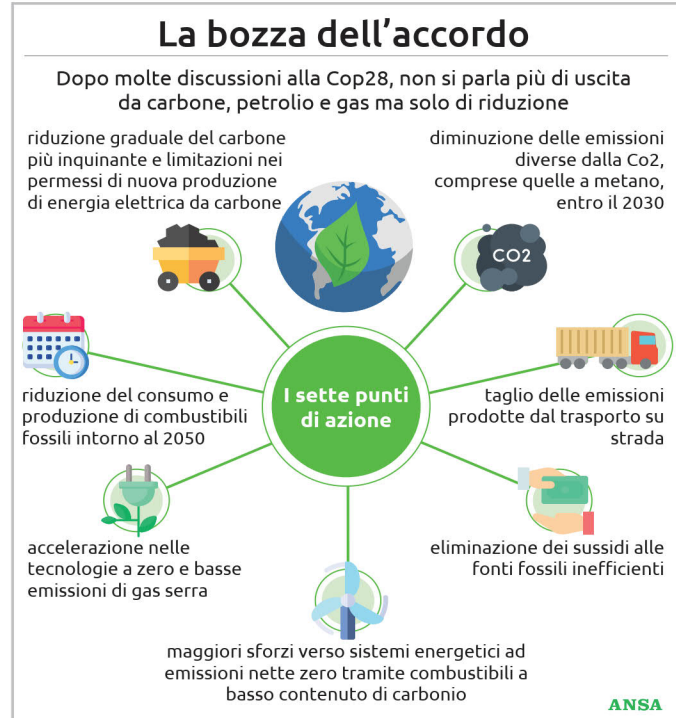 La bozza dell'accordo
Dopo molte discussioni alla Cop28, non si parla più di uscita
da carbone, petrolio e gas ma solo di riduzione
riduzione graduale del carbone
più inquinante e limitazioni nei
permessi di nuova produzione
di energia elettrica da carbone
diminuzione delle emissioni
diverse dalla Co2,
comprese quelle a metano,
entro il 2030
CO2
riduzione del consumo e
produzione di combustibili
fossili intorno al 2050
I sette punti
di azione
taglio delle emissioni
prodotte dal trasporto su
strada
accelerazione nelle
tecnologie a zero e basse
emissioni di gas serra
eliminazione dei sussidi alle
fonti fossili inefficienti
maggiori sforzi verso sistemi energetici ad
emissioni nette zero tramite combustibili a
basso contenuto di carbonio
ANSA